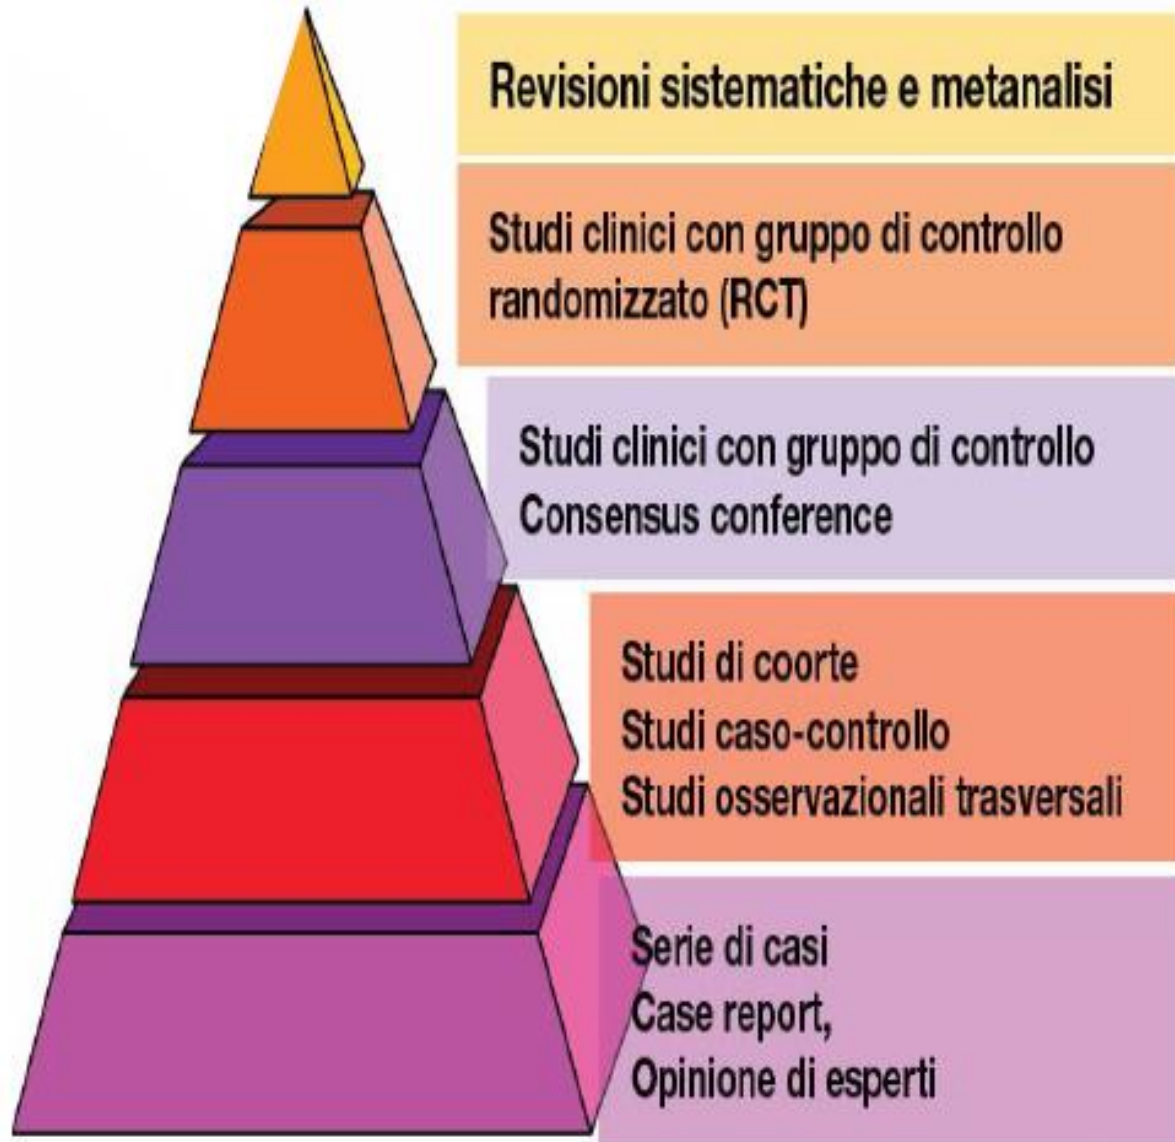 Revisioni sistematiche e metanalisi
Studi clinici con gruppo di controllo
randomizzato (RCT)
Studi clinici con gruppo di controllo
Consensus conference
Studi di coorte
Studi caso-controllo
Studi osservazionali trasversali
Serie di casi
Case report,
Opinione di esperti